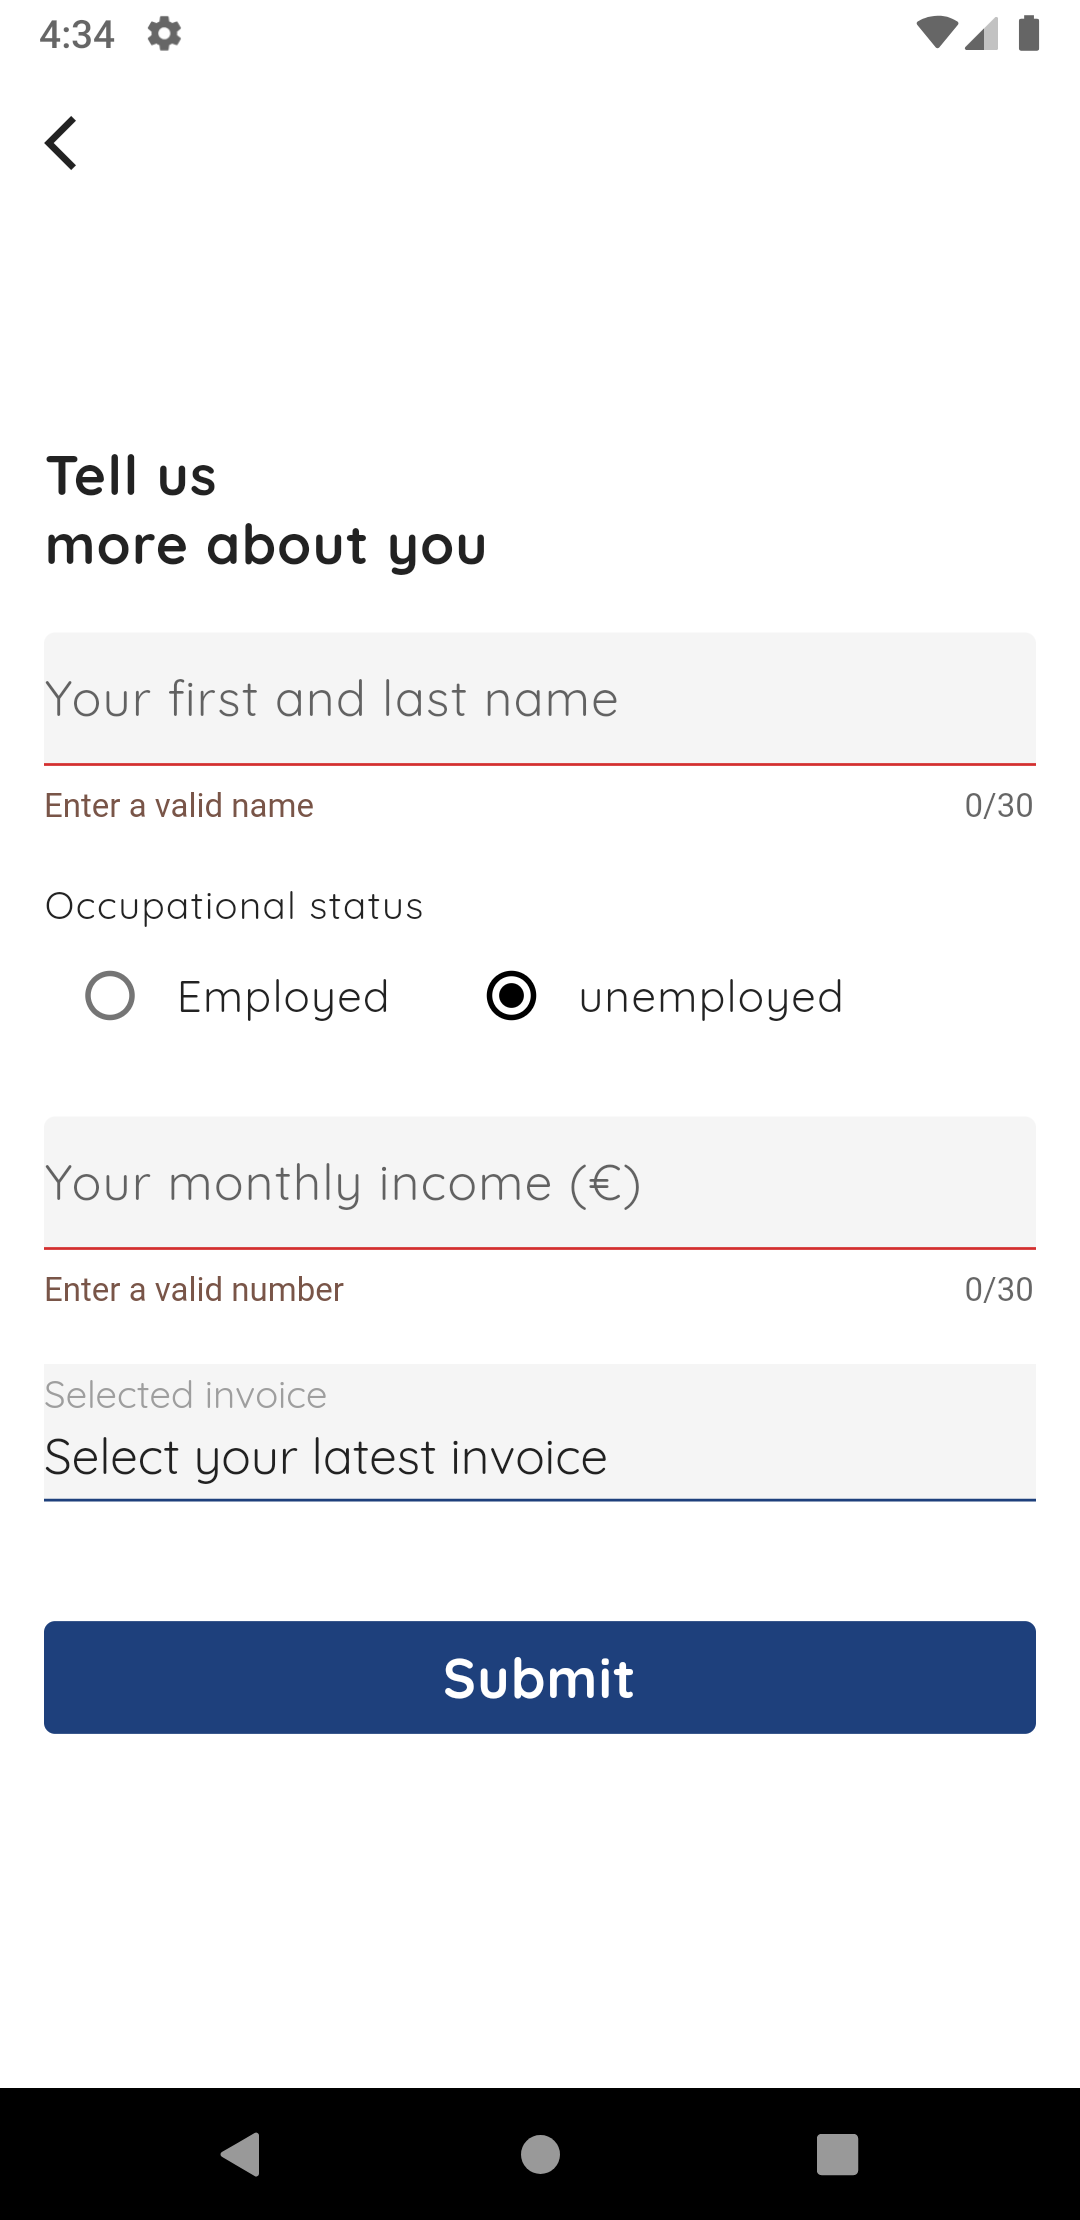 4:34
Tell us
more about you
Your first and last name
Enter a valid name 0/30
Occupational status
Employed unemployed
Your monthly income (€)
Enter a valid number 0/30
Selected invoice
Select your latest invoice
Submit